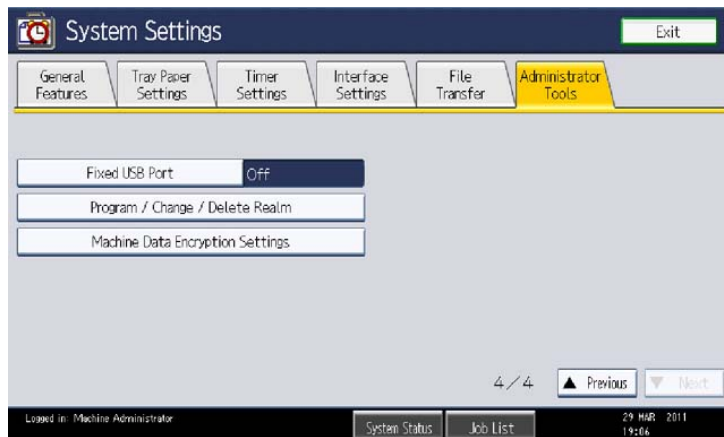 System Settings
Exit
General Features
Tray Paper Settings
Timer Settings
Interface Settings
File Transfer
Administrator Tools
Fixed USB Port
Off
Program / Change / Delete Realm
Machine Data Encryption Settings
4/4
▲ Previous
▼ Next
Logged in: Machine Administrator
System Status
Job List
29 MAR 2011
19:06